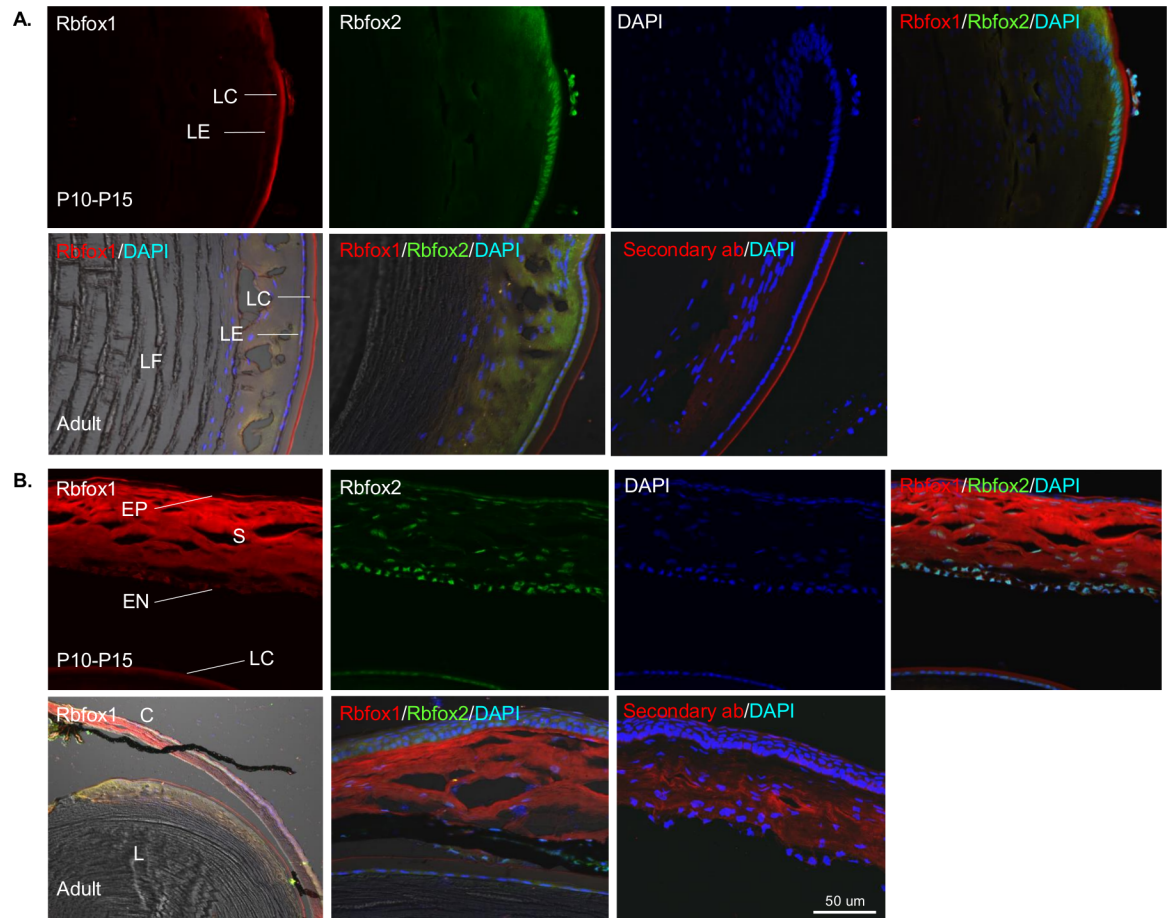 A.
Rbfox1
LC
LE
P10-P15
Rbfox2
DAPI
Rbfox1/Rbfox2/DAPI
Rbfox1/DAPI
LC
LE
LF
Adult
Rbfox1/Rbfox2/DAPI
Secondary ab/DAPI
B.
Rbfox1
EP
S
EN
LC
P10-P15
Rbfox2
DAPI
Rbfox1/Rbfox2/DAPI
Rbfox1
C
L
Adult
Rbfox1/Rbfox2/DAPI
Secondary ab/DAPI
50 um